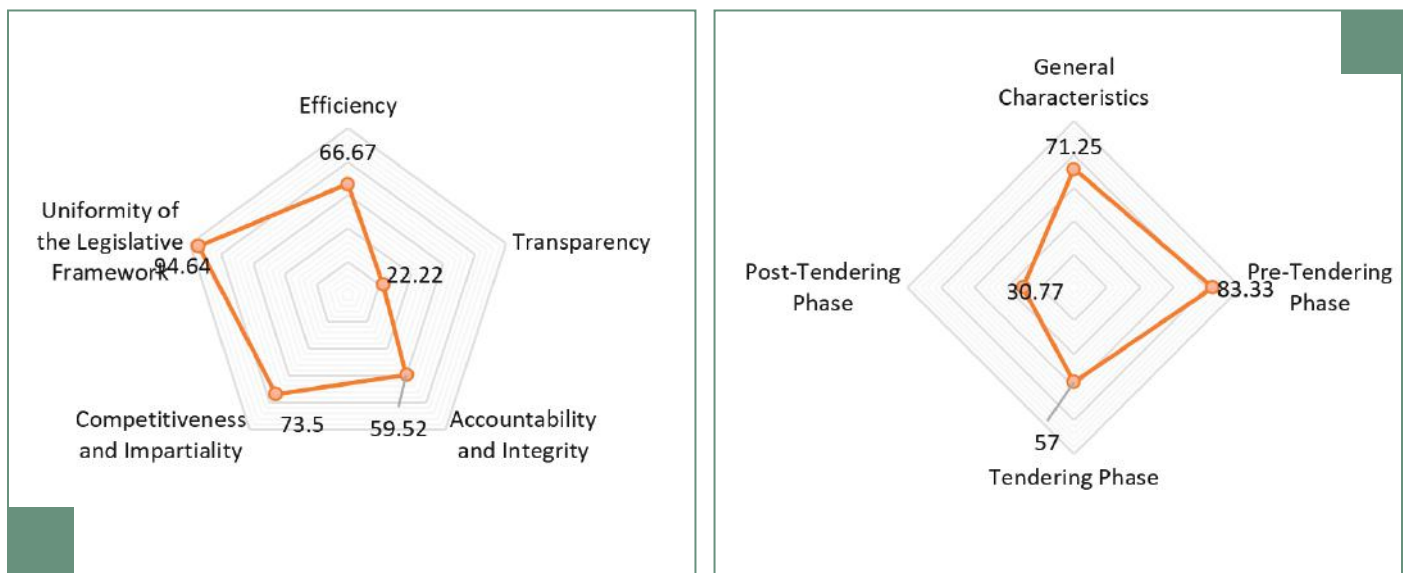 Efficiency
66.67
Uniformity of
the Legislative
Framework
94.64
Transparency
22.22
Competitiveness
and Impartiality
73.5
59.52
Accountability
and Integrity
General
Characteristics
71.25
Post-Tendering
Phase
30.77
Pre-Tendering
Phase
83.33
57
Tendering Phase